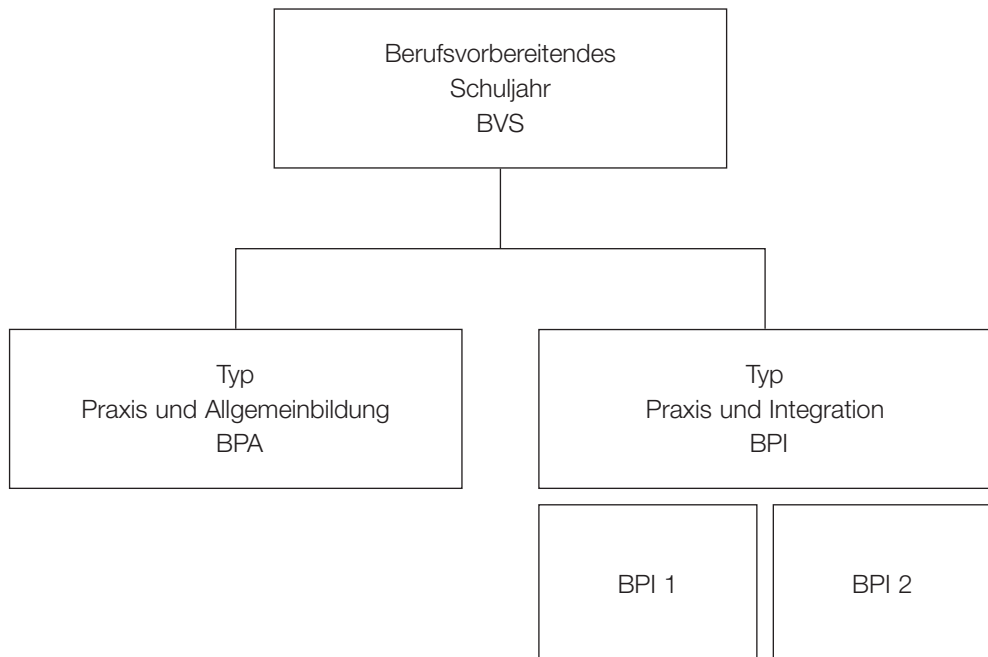 Berufsvorbereitendes
Schuljahr
BVS
Typ
Praxis und Allgemeinbildung
BPA
Typ
Praxis und Integration
BPI
BPI 1
BPI 2